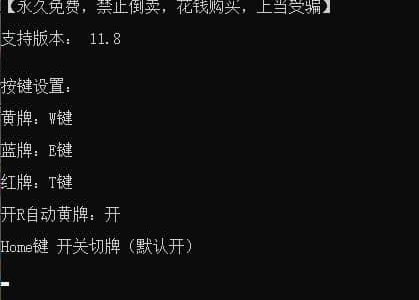 【永久免费，禁止倒卖，花钱购买，上当受骗】
支持版本： 11.8
按键设置：
黄牌：W键
蓝牌：E键
红牌：T键
开R自动黄牌：开
Home键 开关切牌（默认开）